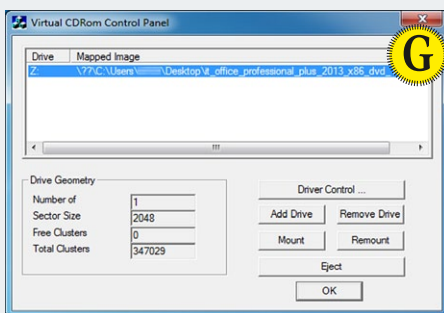 Virtual CDRom Control Panel
G
Drive Mapped Image
Z: \??\C:\Users\ \Desktop\it_office_professional_plus_2013_x86_dvd_
Drive Geometry
Number of 1
Sector Size 2048
Free Clusters 0
Total Clusters 347029
Driver Control ...
Add Drive Remove Drive
Mount Remount
Eject
OK